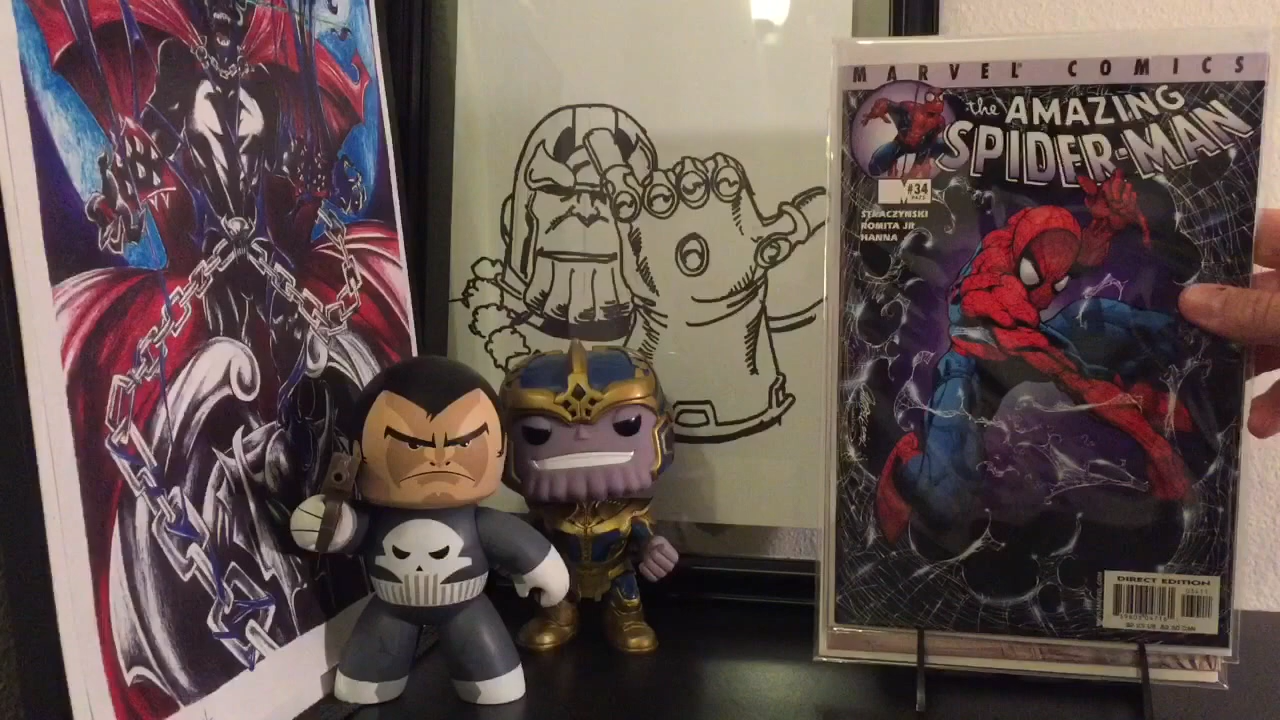 MARVEL COMICS
the AMAZING
SPIDER-MAN
#34
STRACZYNSKI
ROMITA JR
HANNA
DIRECT EDITION